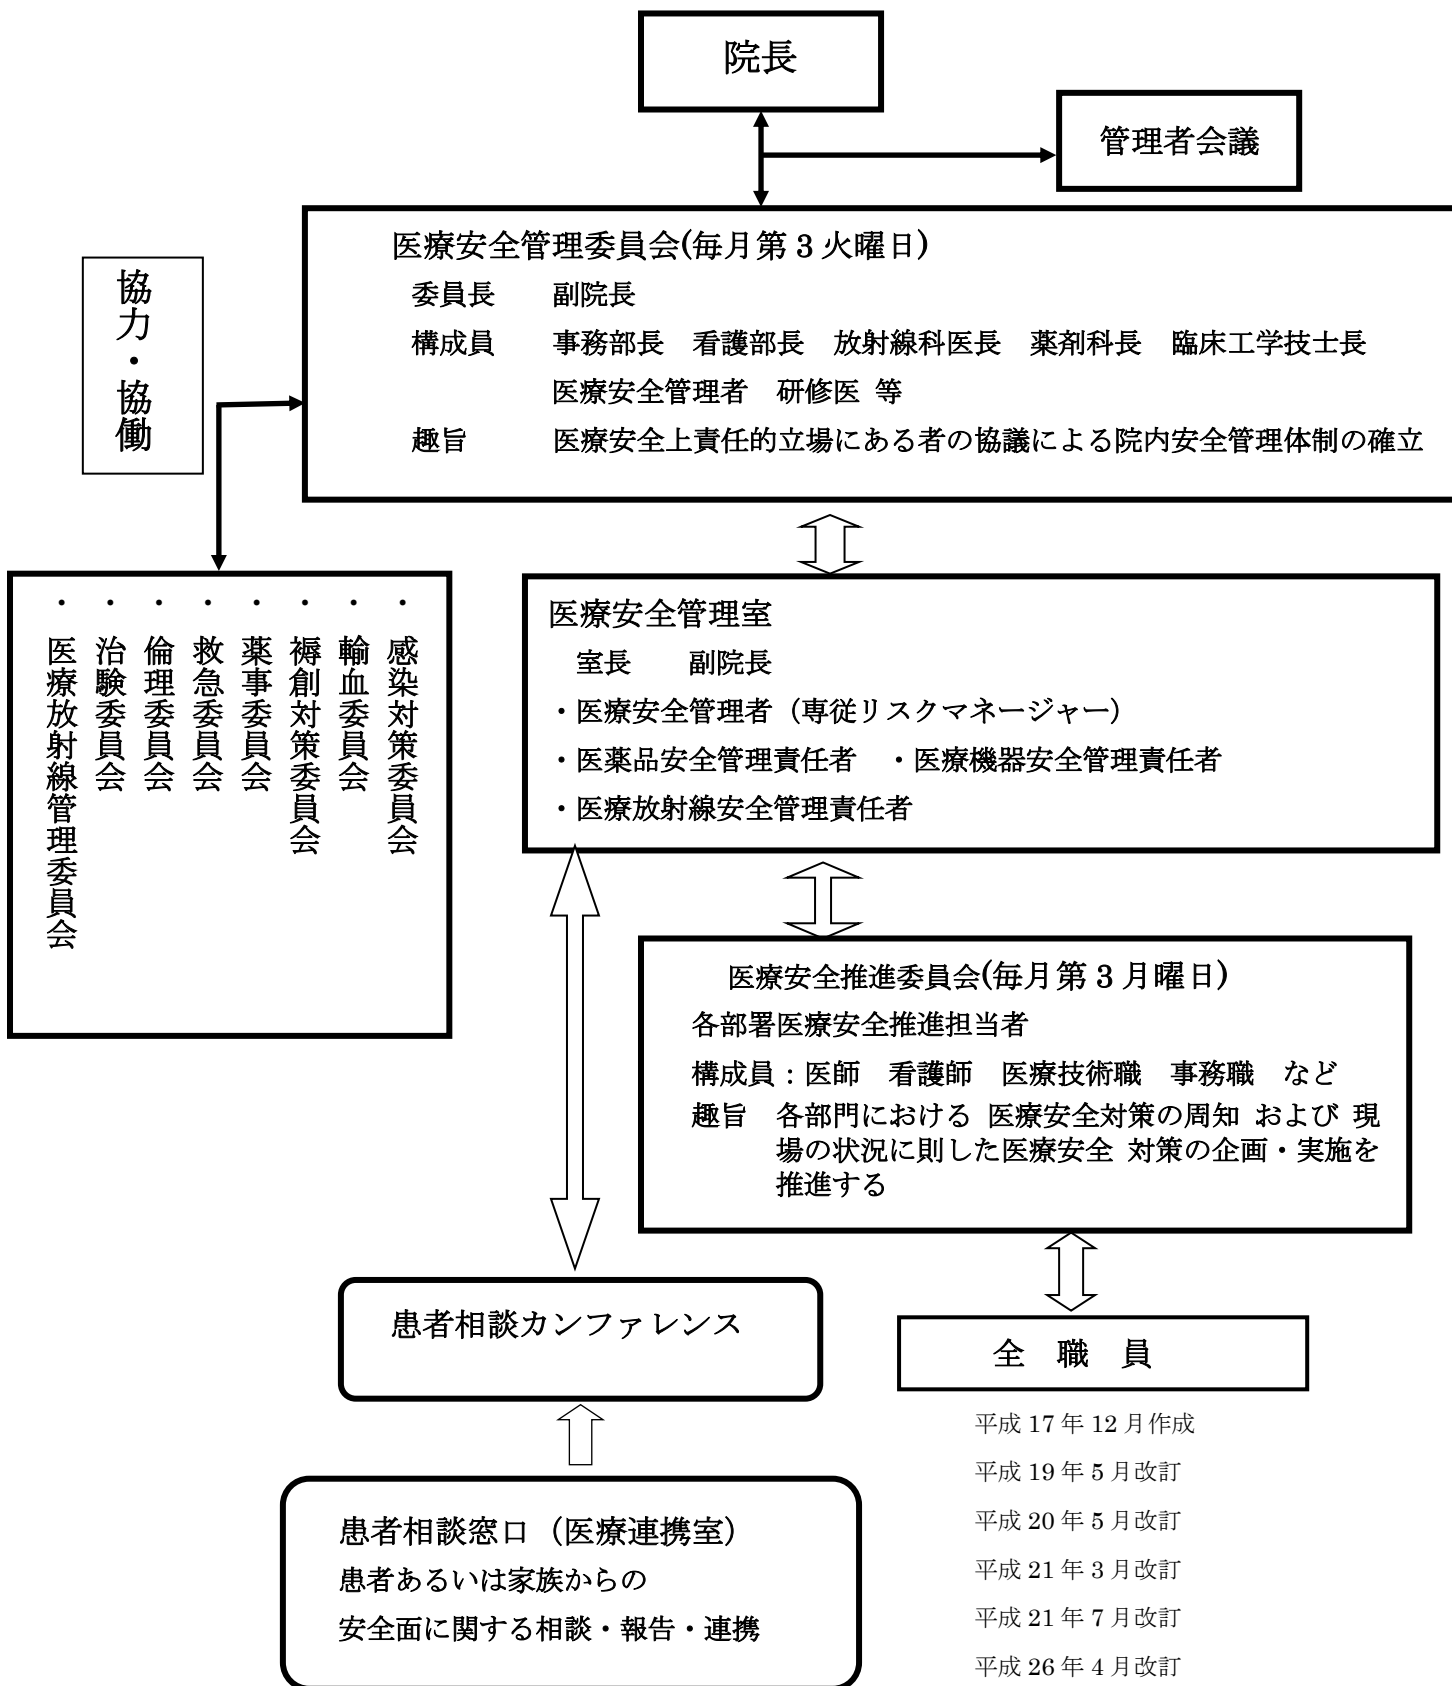 院長
管理者会議
医療安全管理委員会(毎月第 3 火曜日)
委員長 副院長
構成員 事務部長 看護部長 放射線科医長 薬剤科長 臨床工学技士長
医療安全管理者 研修医 等
趣旨 医療安全上責任的立場にある者の協議による院内安全管理体制の確立
協力・協働
・感染対策委員会
・輸血委員会
・褥創対策委員会
・薬事委員会
・救急委員会
・倫理委員会
・治験委員会
・医療放射線管理委員会
医療安全管理室
室長 副院長
・医療安全管理者（専従リスクマネージャー）
・医薬品安全管理責任者 ・医療機器安全管理責任者
・医療放射線安全管理責任者
医療安全推進委員会(毎月第 3 月曜日)
各部署医療安全推進担当者
構成員：医師 看護師 医療技術職 事務職 など
趣旨 各部門における 医療安全対策の周知 および 現
場の状況に則した医療安全 対策の企画・実施を
推進する
患者相談カンファレンス
全 職 員
患者相談窓口（医療連携室）
患者あるいは家族からの
安全面に関する相談・報告・連携
平成 17 年 12 月作成
平成 19 年 5 月改訂
平成 20 年 5 月改訂
平成 21 年 3 月改訂
平成 21 年 7 月改訂
平成 26 年 4 月改訂